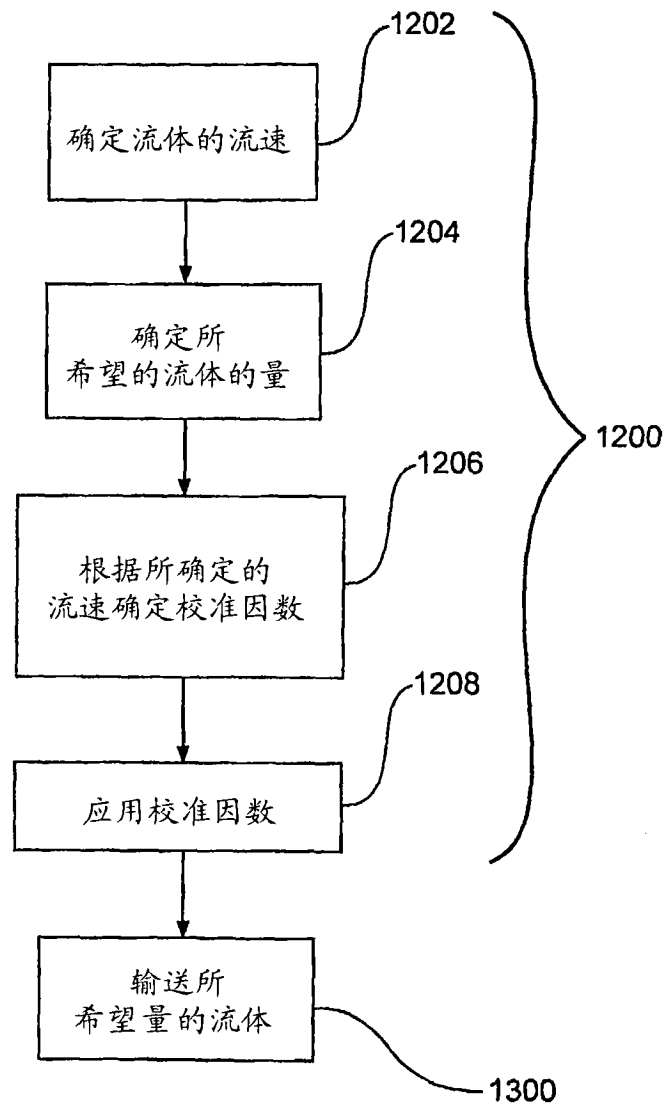 1202
确定流体的流速
1204
确定所
希望的流体的量
1200
1206
根据所确定的
流速确定校准因数
1208
应用校准因数
输送所
希望量的流体
1300